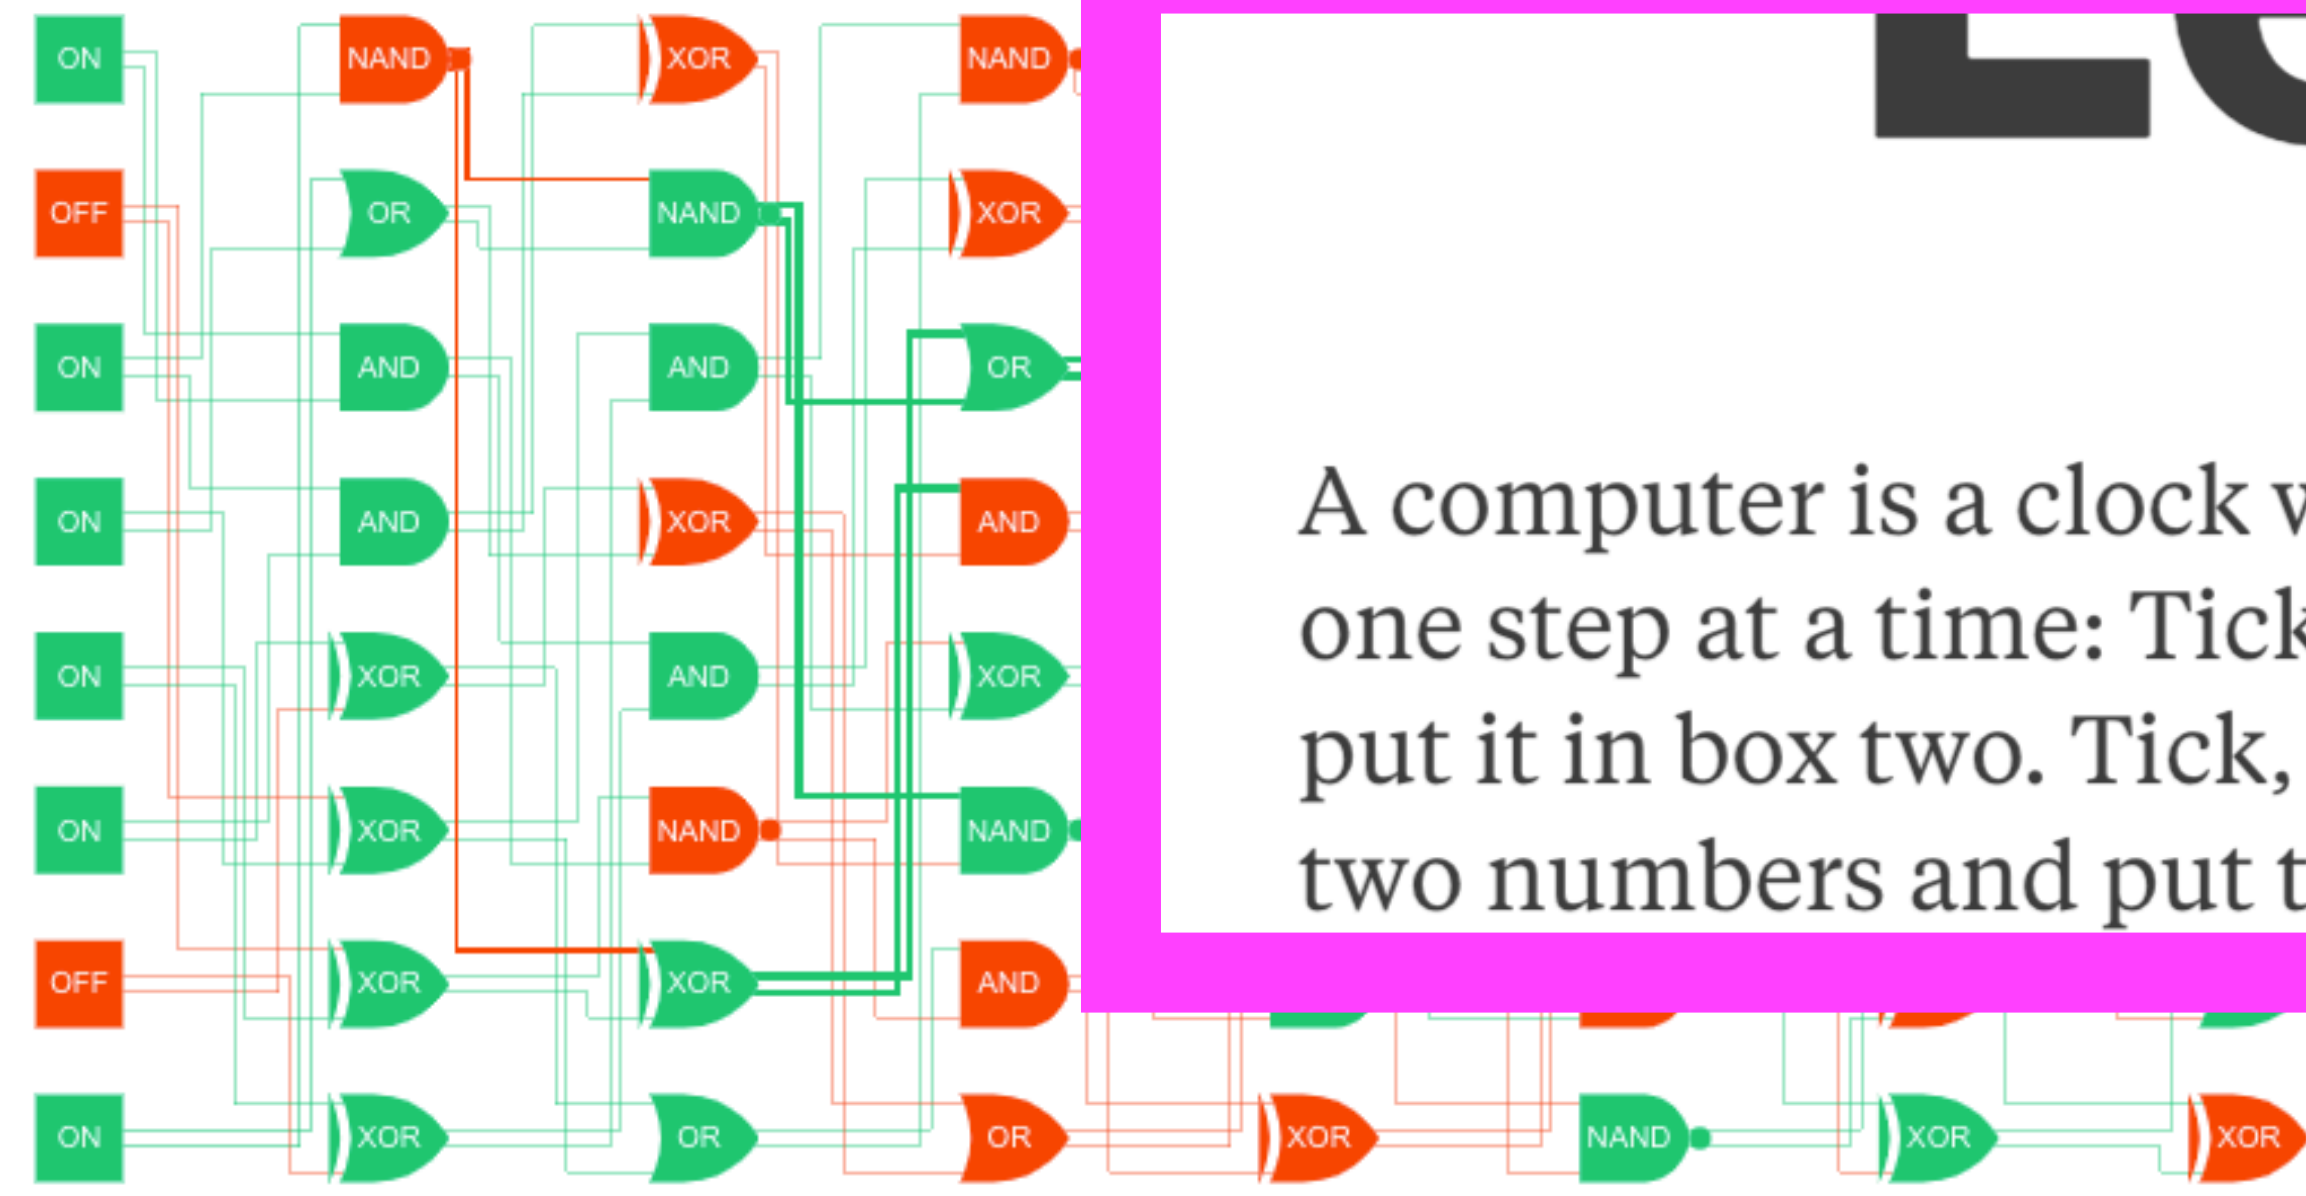 ON NAND XOR NAND
OFF OR NAND XOR
ON AND AND OR
ON AND XOR AND
ON XOR AND XOR
ON XOR NAND NAND
OFF XOR XOR AND
ON XOR OR OR XOR NAND XOR XOR
A computer is a clock
one step at a time: Tick
put it in box two. Tick,
two numbers and put